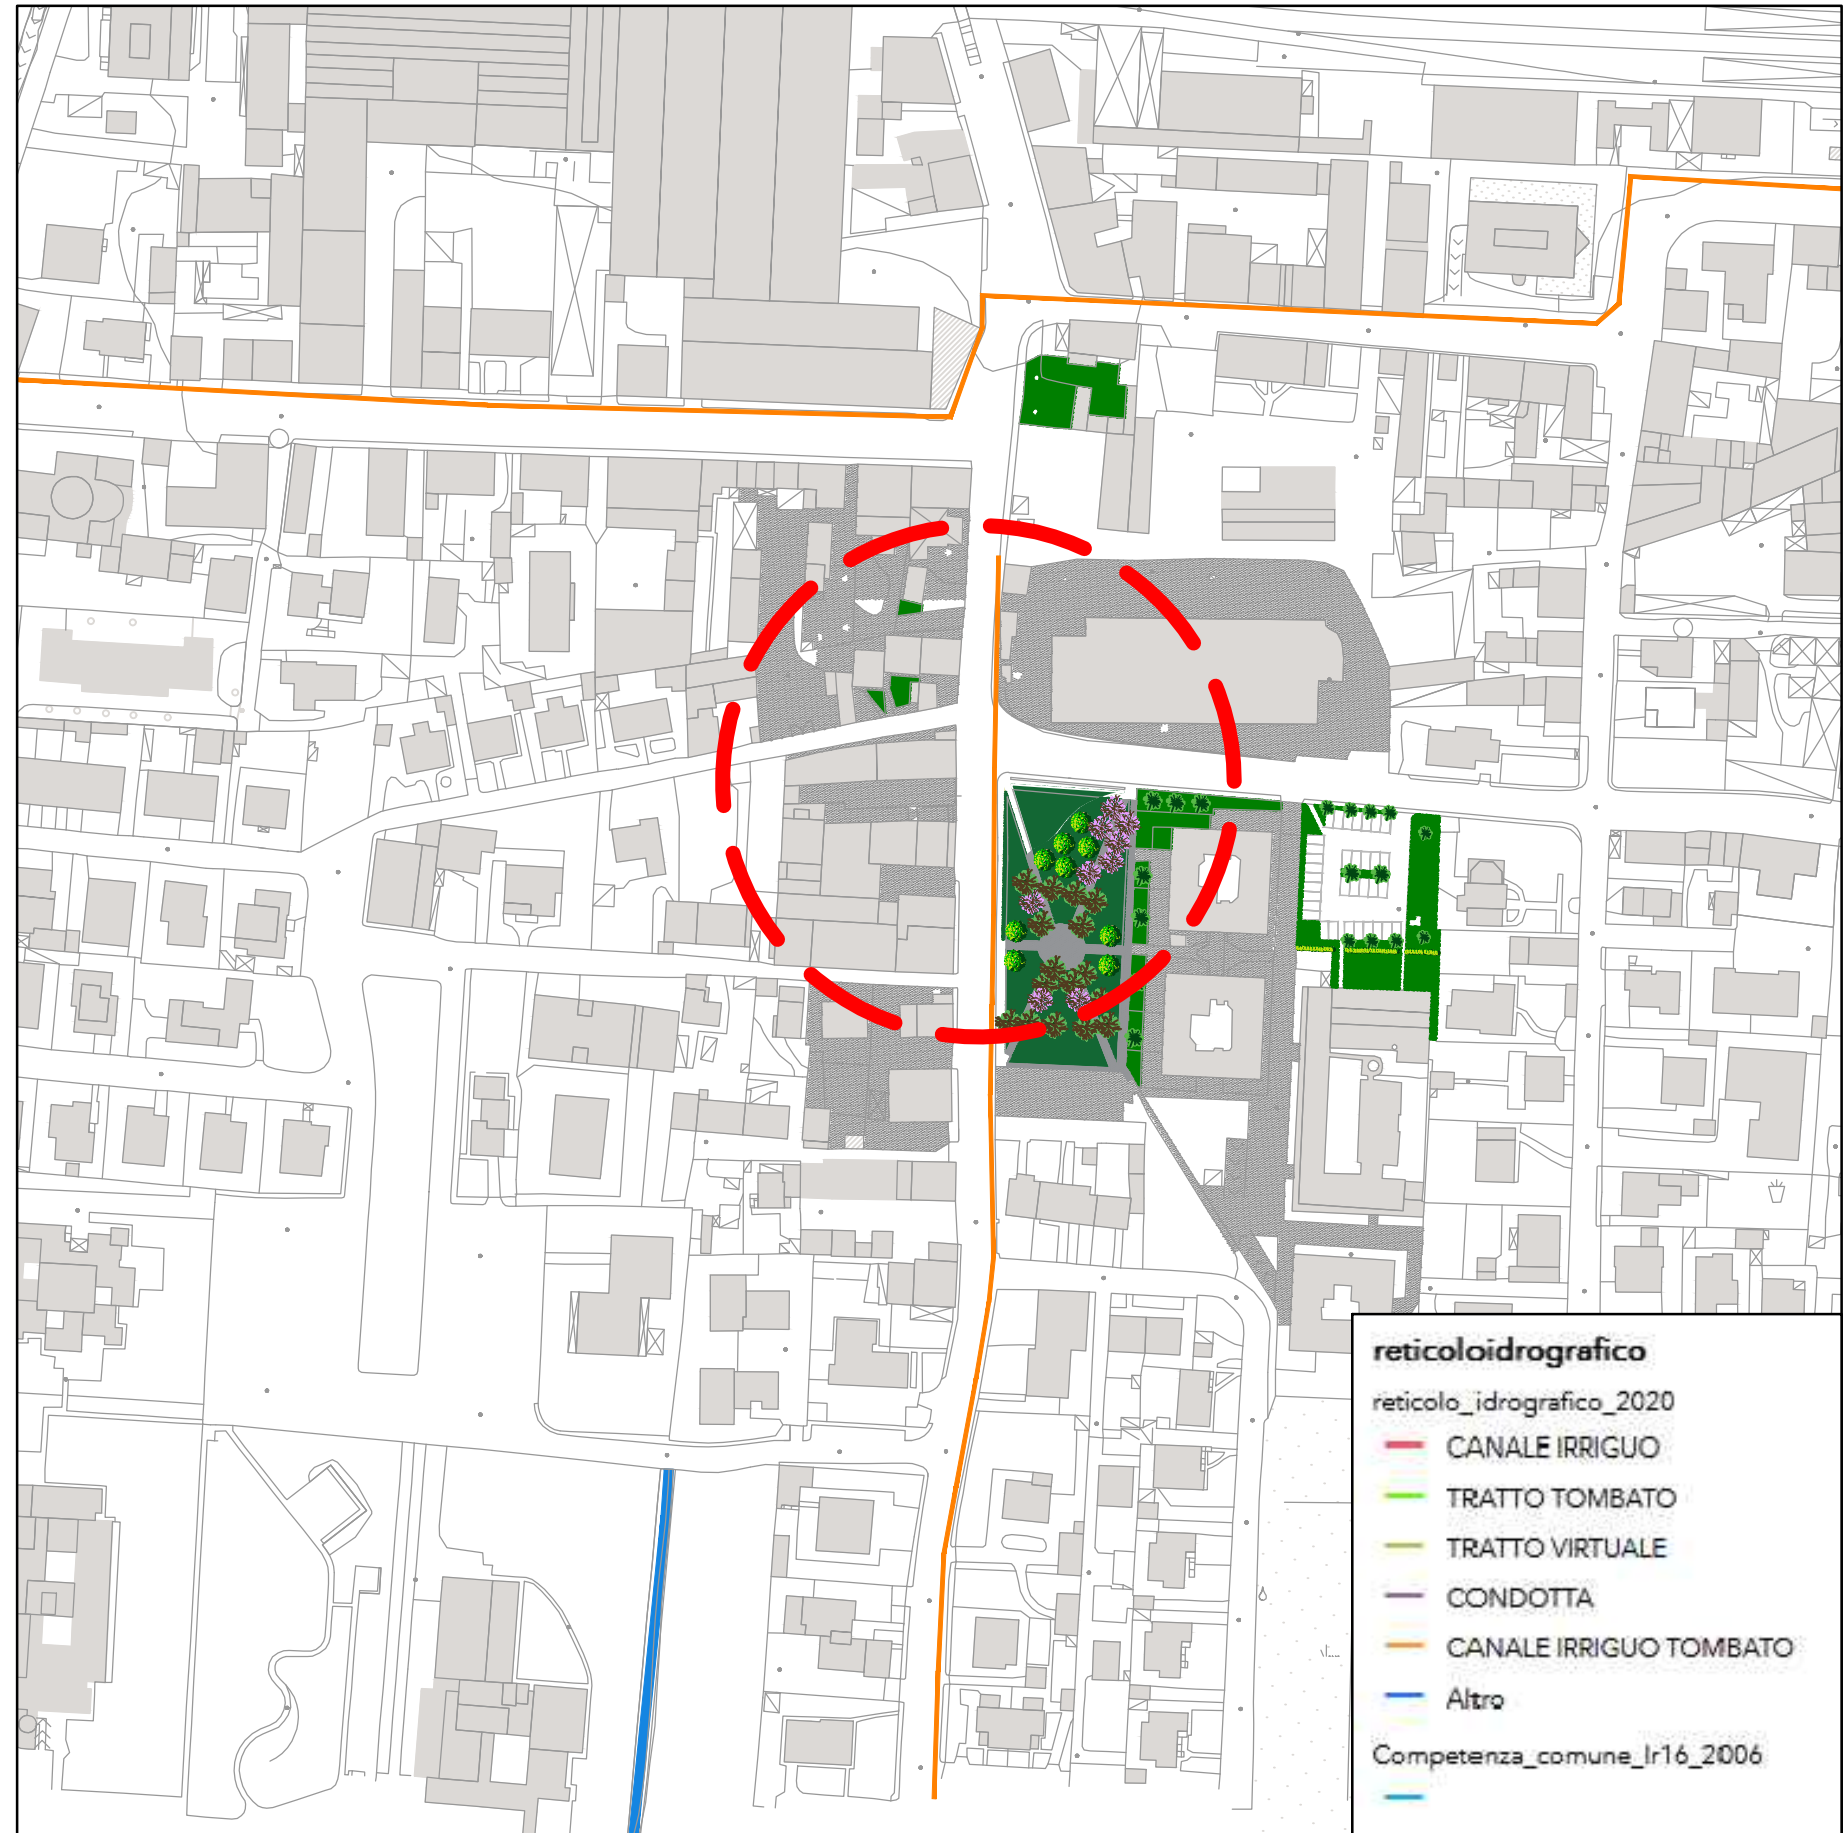 reticoloidrografico
reticolo_idrografico_2020
CANALE IRRIGUO
TRATTO TOMBATO
TRATTO VIRTUALE
CONDOTTA
CANALE IRRIGUO TOMBATO
Altro
Competenza_comune_lr16_2006